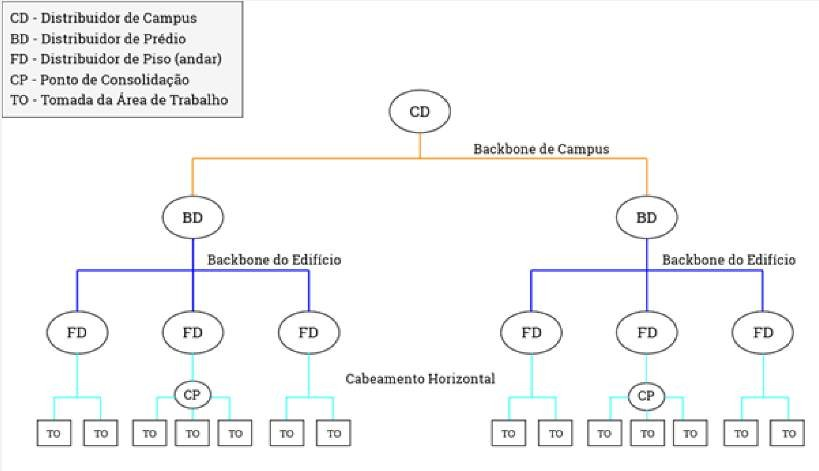 CD - Distribuidor de Campus
BD - Distribuidor de Prédio
FD - Distribuidor de Piso (andar)
CP - Ponto de Consolidação
TO - Tomada da Área de Trabalho
CD
Backbone de Campus
BD
BD
Backbone do Edifício
Backbone do Edifício
FD
FD
FD
FD
FD
FD
Cabeamento Horizontal
CP
CP
TO
TO
TO
TO
TO
TO
TO
TO
TO
TO
TO
TO
TO
TO